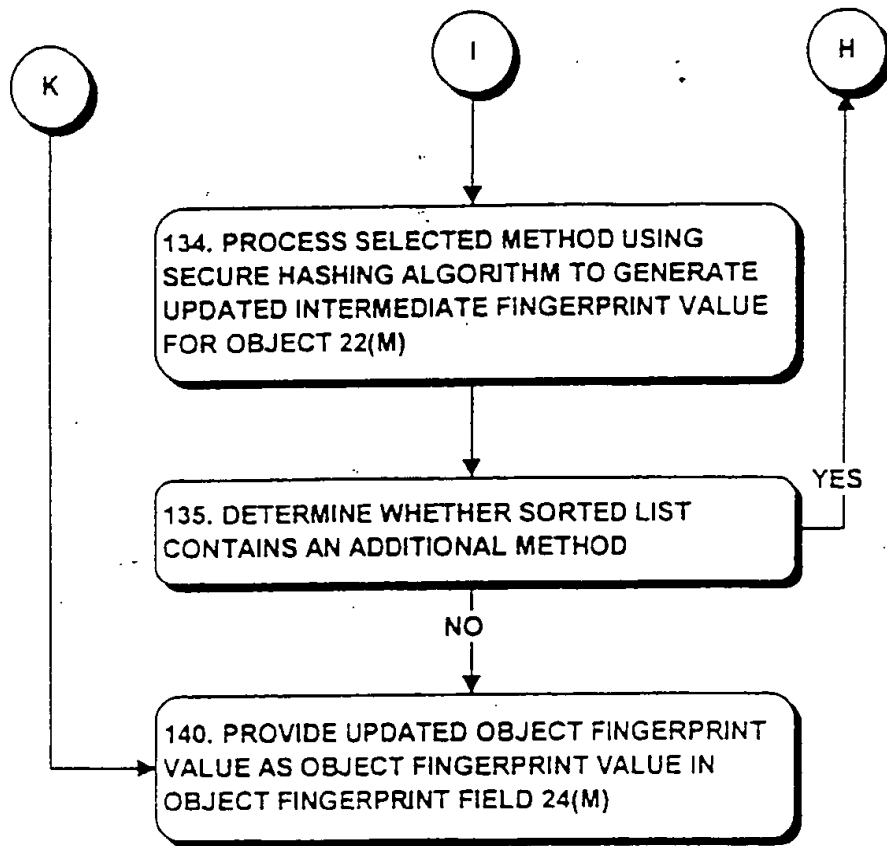 K
I
H
134. PROCESS SELECTED METHOD USING
SECURE HASHING ALGORITHM TO GENERATE
UPDATED INTERMEDIATE FINGERPRINT VALUE
FOR OBJECT 22(M)
YES
135. DETERMINE WHETHER SORTED LIST
CONTAINS AN ADDITIONAL METHOD
NO
140. PROVIDE UPDATED OBJECT FINGERPRINT
VALUE AS OBJECT FINGERPRINT VALUE IN
OBJECT FINGERPRINT FIELD 24(M)